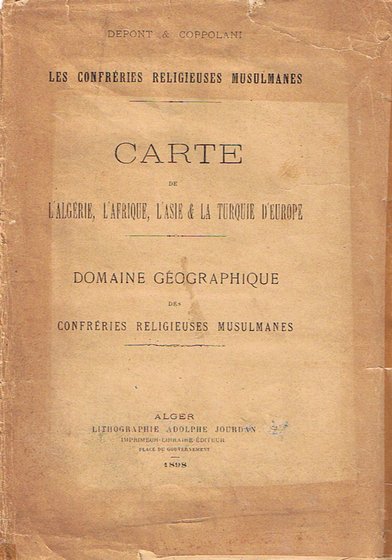 DEPONT & COPPOLANI
LES CONFRÉRIES RELIGIEUSES MUSULMANES
CARTE
DE
L'ALGÉRIE, L'AFRIQUE, L'ASIE & LA TURQUIE D'EUROPE
DOMAINE GÉOGRAPHIQUE
DES
CONFRÉRIES RELIGIEUSES MUSULMANES
ALGER
LITHOGRAPHIE ADOLPHE JOURDAN
IMPRIMEUR-LIBRAIRE-ÉDITEUR
PLACE DU GOUVERNEMENT
1898